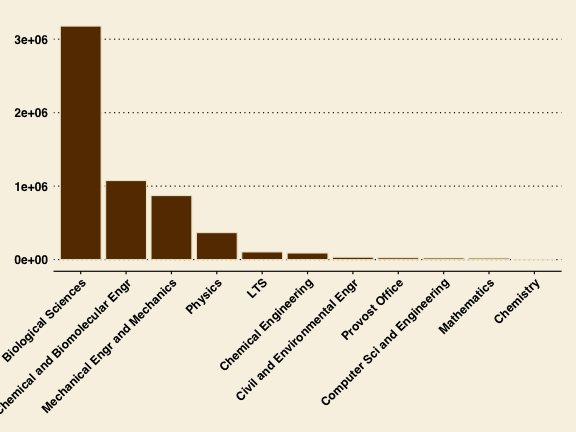 3e+06
2e+06
1e+06
0e+00
Biological Sciences
Chemical and Biomolecular Engr
Mechanical Engr and Mechanics
Physics
LTS
Chemical Engineering
Civil and Environmental Engr
Provost Office
Computer Sci and Engineering
Mathematics
Chemistry